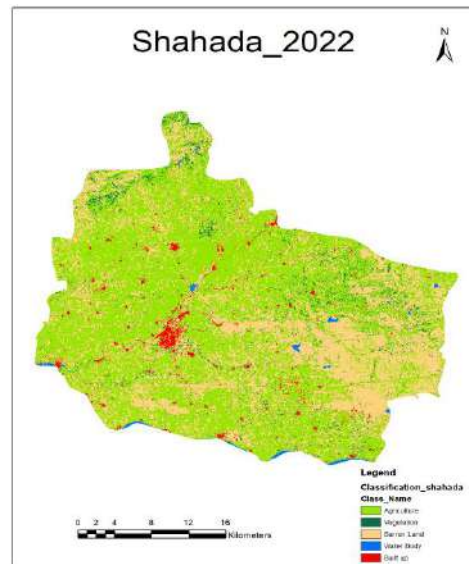 Shahada_2022
N
Legend
Classification_shahada
Class_Name
Agriculture
Vegetation
Barren Land
Water Body
Built up
0 2 4 8 12 16
Kilometers